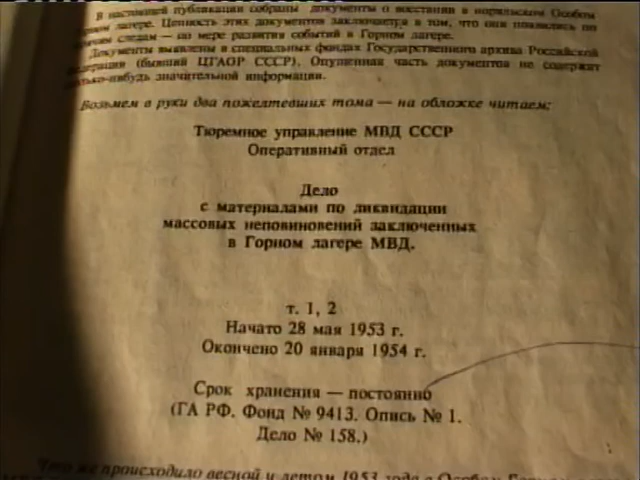 В настоящей публикации собраны документы о восстании в норильском Особом
лагере. Ценность этих документов заключается в том, что они появились по
следам — по мере развития событий в Горном лагере.
Документы выявлены в специальных фондах Государственного архива Российской
(бывший ЦГАОР СССР). Опущенная часть документов не содержит
значительной информации.
Возьмем в руки два пожелтевших тома — на обложке читаем:
Тюремное управление МВД СССР
Оперативный отдел
Дело
с материалами по ликвидации
массовых неповиновений заключенных
в Горном лагере МВД.
т. 1, 2
Начато 28 мая 1953 г.
Окончено 20 января 1954 г.
Срок хранения — постоянно
(ГА РФ. Фонд № 9413. Опись № 1.
Дело № 158.)
Что же происходило весной и летом 1953 года в Особом